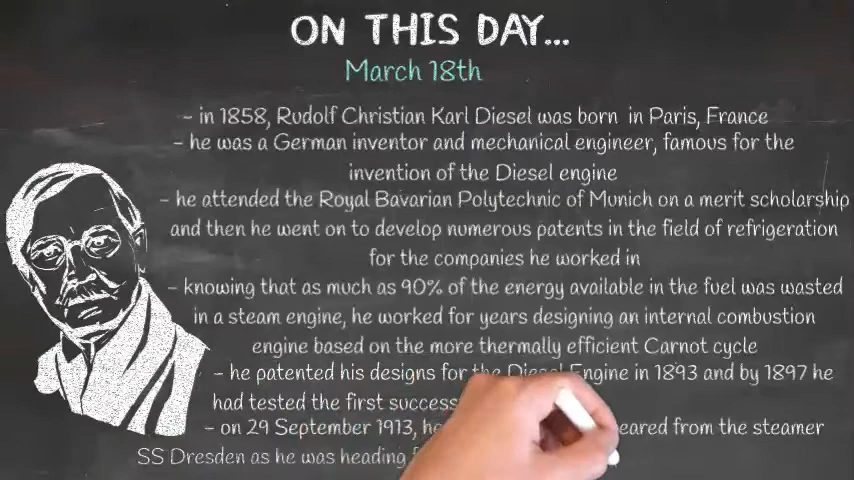 ON THIS DAY...
March 18th
- in 1858, Rudolf Christian Karl Diesel was born in Paris, France
- he was a German inventor and mechanical engineer, famous for the
invention of the Diesel engine
- he attended the Royal Bavarian Polytechnic of Munich on a merit scholarship
and then he went on to develop numerous patents in the field of refrigeration
for the companies he worked in
- knowing that as much as 90% of the energy available in the fuel was wasted
in a steam engine, he worked for years designing an internal combustion
engine based on the more thermally efficient Carnot cycle
- he patented his designs for the Diesel Engine in 1893 and by 1897 he
had tested the first
- on 29 September 1913, from the steamer
SS Dresden as he was heading